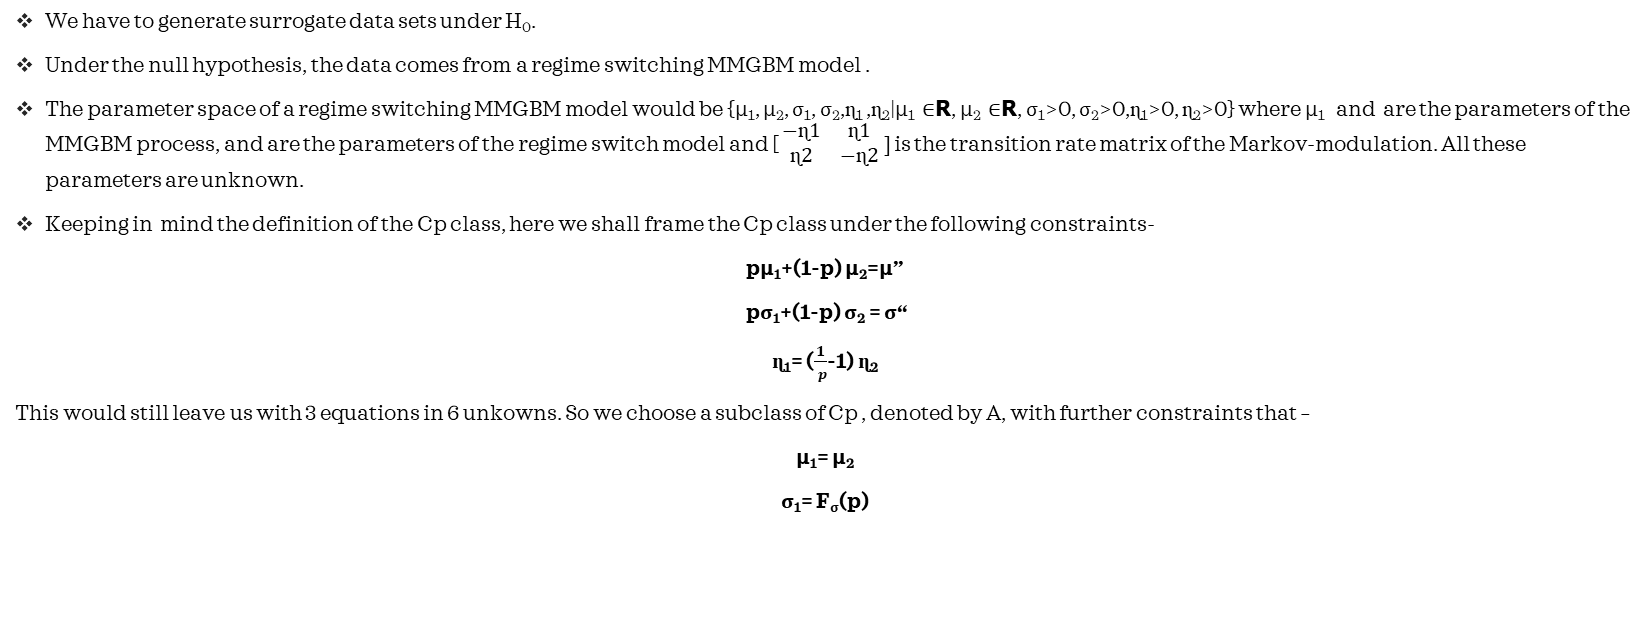 ❖ We have to generate surrogate data sets under H₀.
❖ Under the null hypothesis, the data comes from a regime switching MMGBM model .
❖ The parameter space of a regime switching MMGBM model would be {μ₁, μ₂, σ₁, σ₂,η₁ ,η₂|μ₁ ∈R, μ₂ ∈R, σ₁>0, σ₂>0,η₁>0, η₂>0} where μ₁ and are the parameters of the
MMGBM process, and are the parameters of the regime switch model and [ −η1 η1 
η2 −η2 ] is the transition rate matrix of the Markov-modulation. All these
parameters are unknown.
❖ Keeping in mind the definition of the Cp class, here we shall frame the Cp class under the following constraints-
pμ₁+(1-p) μ₂=μ”
pσ₁+(1-p) σ₂ = σ“
η₁= (1/p-1) η₂
This would still leave us with 3 equations in 6 unkowns. So we choose a subclass of Cp , denoted by A, with further constraints that –
μ₁= μ₂
σ₁= Fσ(p)